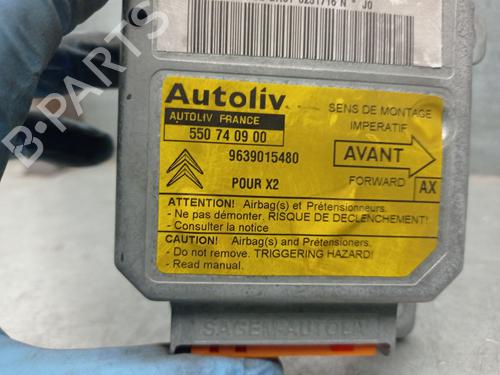 Autoliv
AUTOLIV FRANCE
550 74 09 00
9639015480
POUR X2
SENS DE MONTAGE
IMPERATIF
AVANT
FORWARD
AX
ATTENTION! Airbag(s) et Prétensionneurs.
- Ne pas démonter. RISQUE DE DECLENCHEMENT!
- Consulter la notice
CAUTION! Airbag(s) and Pretensioners.
- Do not remove. TRIGGERING HAZARD!
- Read manual.
SAGEM-AUTOLIV
B-PARTS